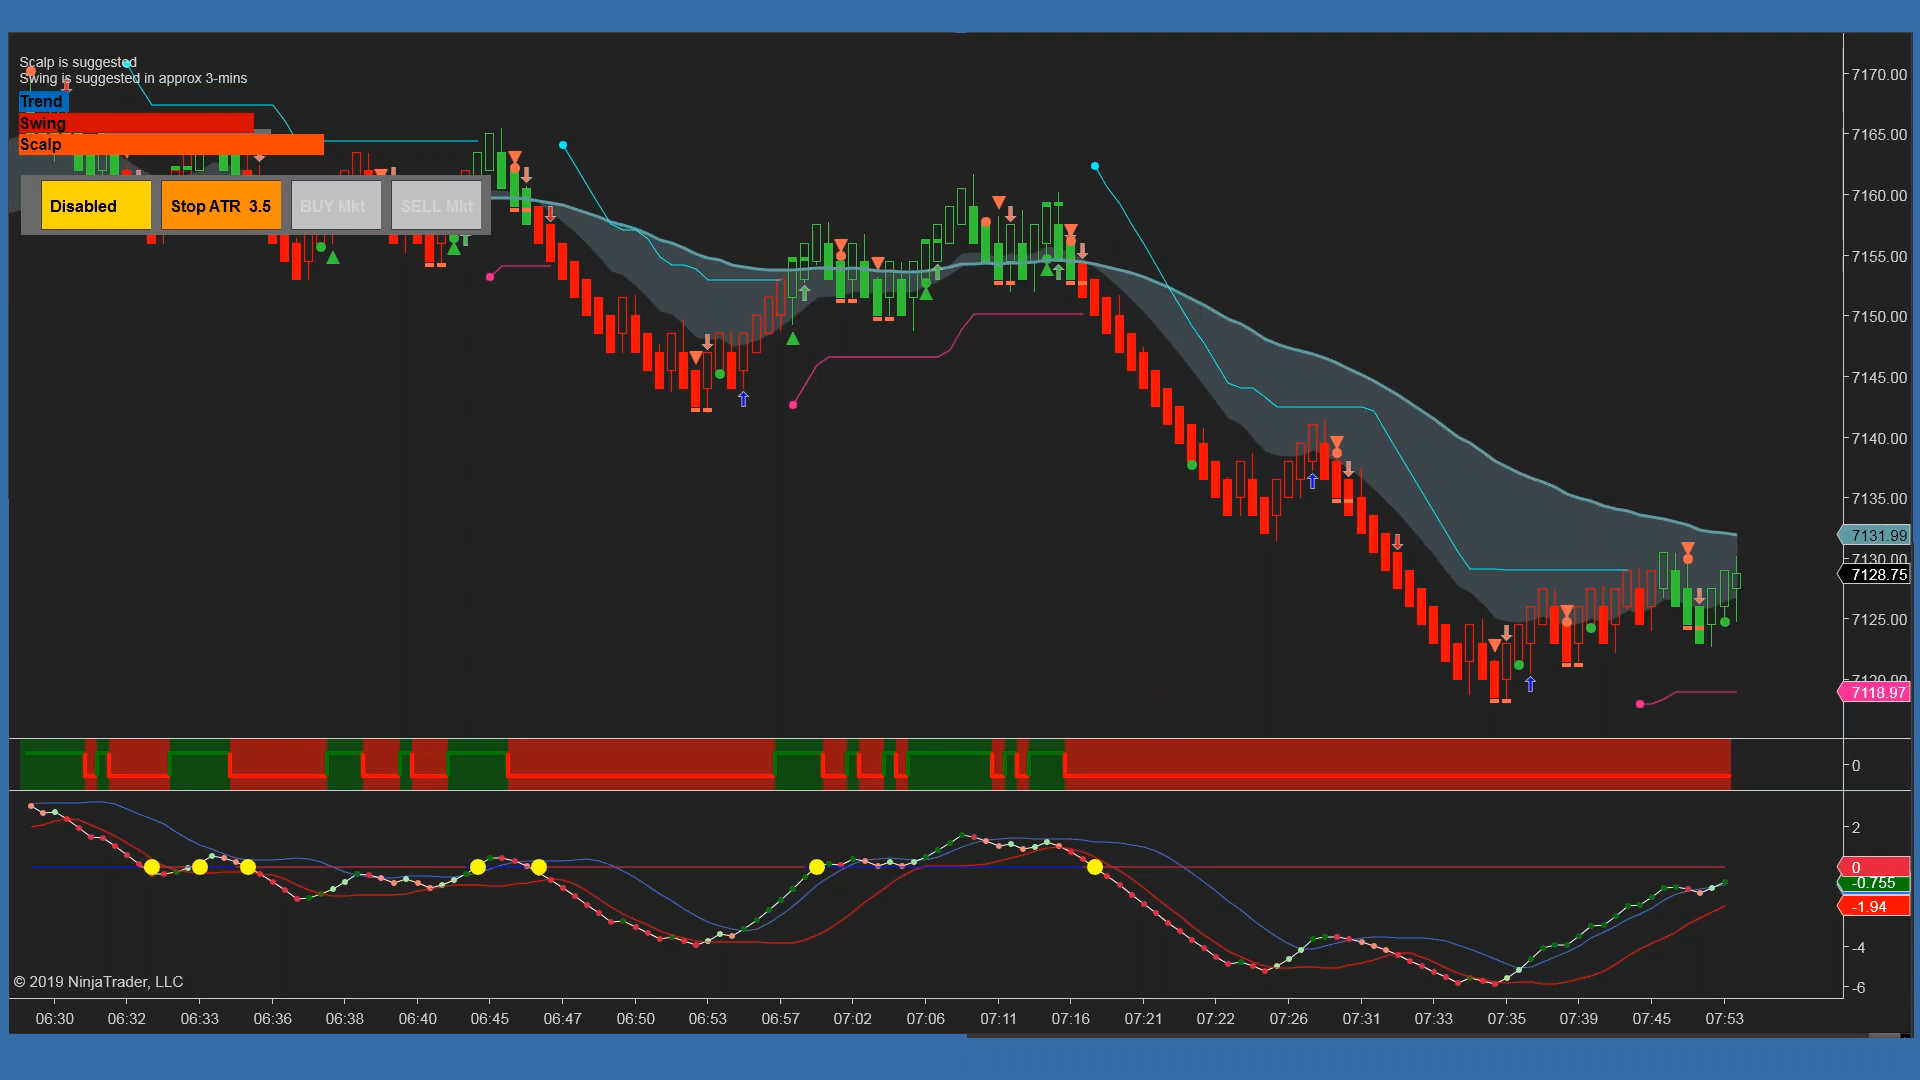 Scalp is suggested
Swing is suggested in approx 3-mins
Trend
Swing
Scalp
Disabled
Stop ATR 3.5
BUY Mkt
SELL Mkt
7170.00
7165.00
7160.00
7155.00
7150.00
7145.00
7140.00
7135.00
7131.99
7130.00
7128.75
7125.00
7120.00
7118.97
0
2
0
-0.755
-1.94
-4
-6
© 2019 NinjaTrader, LLC
06:30 06:32 06:33 06:36 06:38 06:40 06:45 06:47 06:50 06:53 06:57 07:02 07:06 07:11 07:16 07:21 07:22 07:26 07:31 07:33 07:35 07:39 07:45 07:53